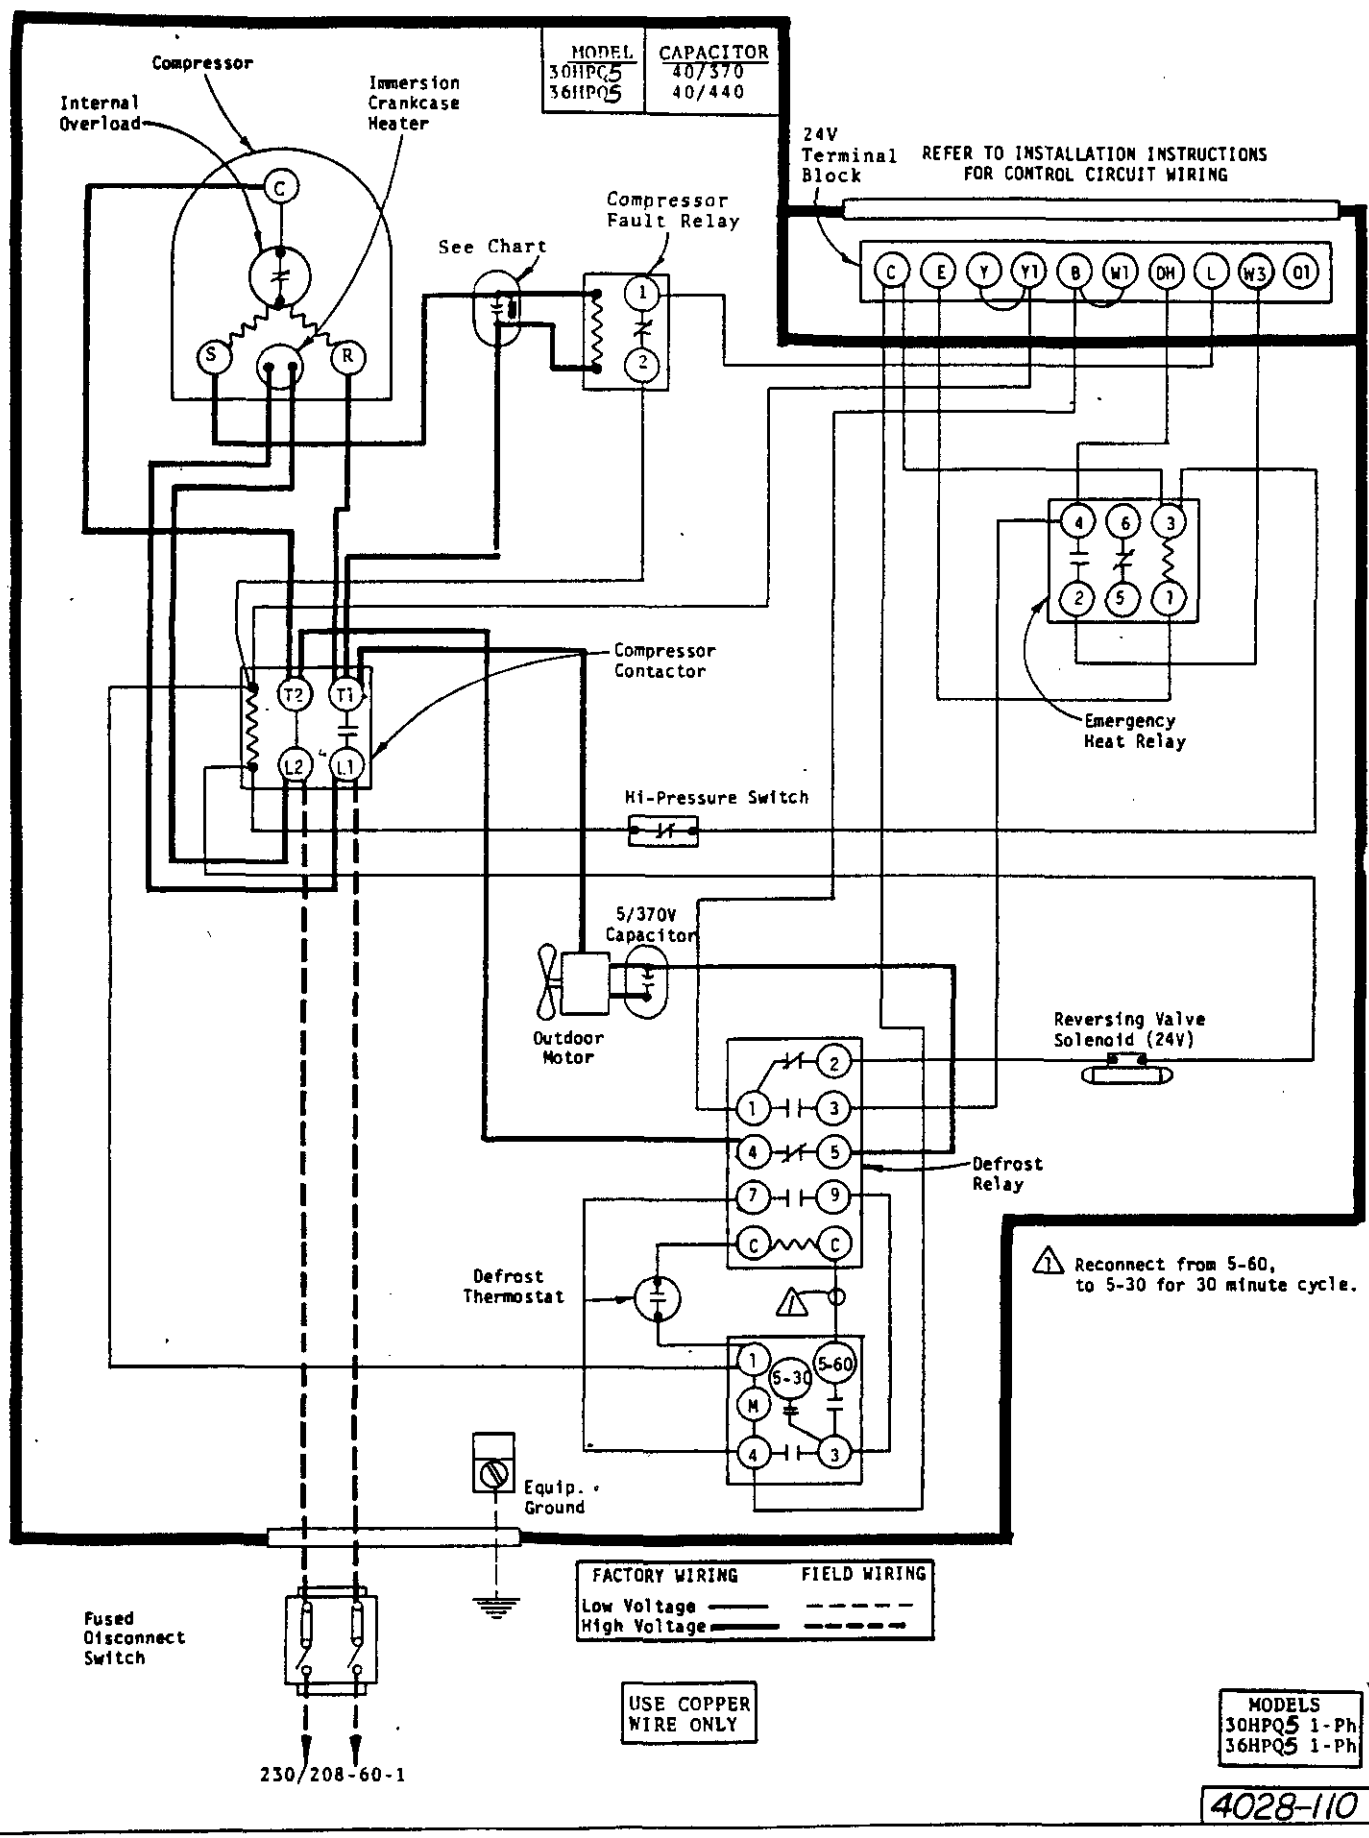 MODEL CAPACITOR
30HPQ5 40/370
36HPQ5 40/440
Compressor
Internal
Overload
Immersion
Crankcase
Heater
C
S
R
See Chart
Compressor
Fault Relay
1
2
24V
Terminal
Block
REFER TO INSTALLATION INSTRUCTIONS
FOR CONTROL CIRCUIT WIRING
C E Y Y1 B W1 DH L W3 O1
4 6 3
2 5 1
Emergency
Heat Relay
Compressor
Contactor
T2 T1
L2 L1
Hi-Pressure Switch
5/370V
Capacitor
Outdoor
Motor
Reversing Valve
Solenoid (24V)
2
1 3
4 5
7 9
C C
Defrost
Relay
Defrost
Thermostat
1
1 Reconnect from 5-60,
to 5-30 for 30 minute cycle.
1 5-30 5-60
M
4 3
Equip.
Ground
FACTORY WIRING FIELD WIRING
Low Voltage
High Voltage
Fused
Disconnect
Switch
USE COPPER
WIRE ONLY
230/208-60-1
MODELS
30HPQ5 1-Ph
36HPQ5 1-Ph
4028-110